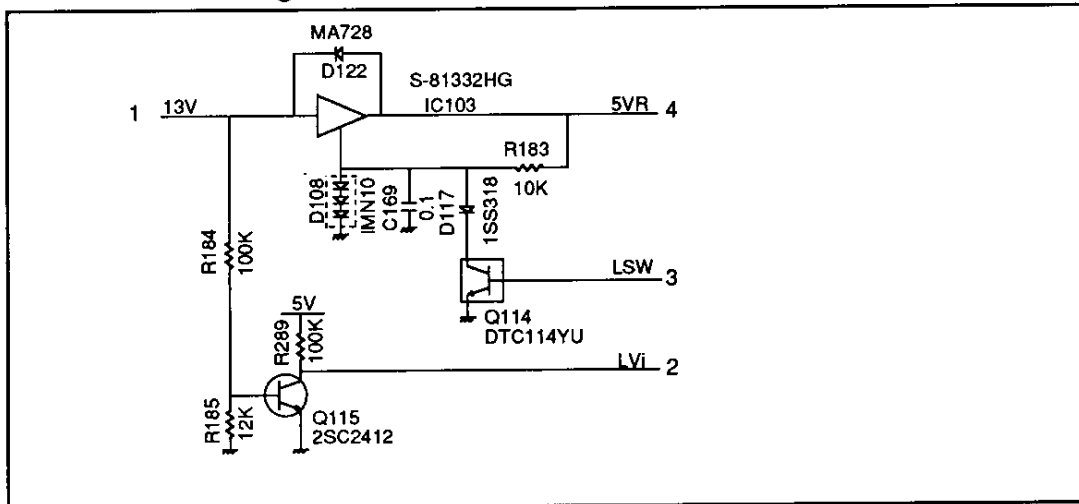 MA728
D122
S-81332HG
IC103
1 13V
5VR 4
R183
10K
D108
IMN10
C169
0.1
D117
1SS318
R184
100K
LSW 3
Q114
DTC114YU
5V
R289
100K
LVi 2
R185
12K
Q115
2SC2412